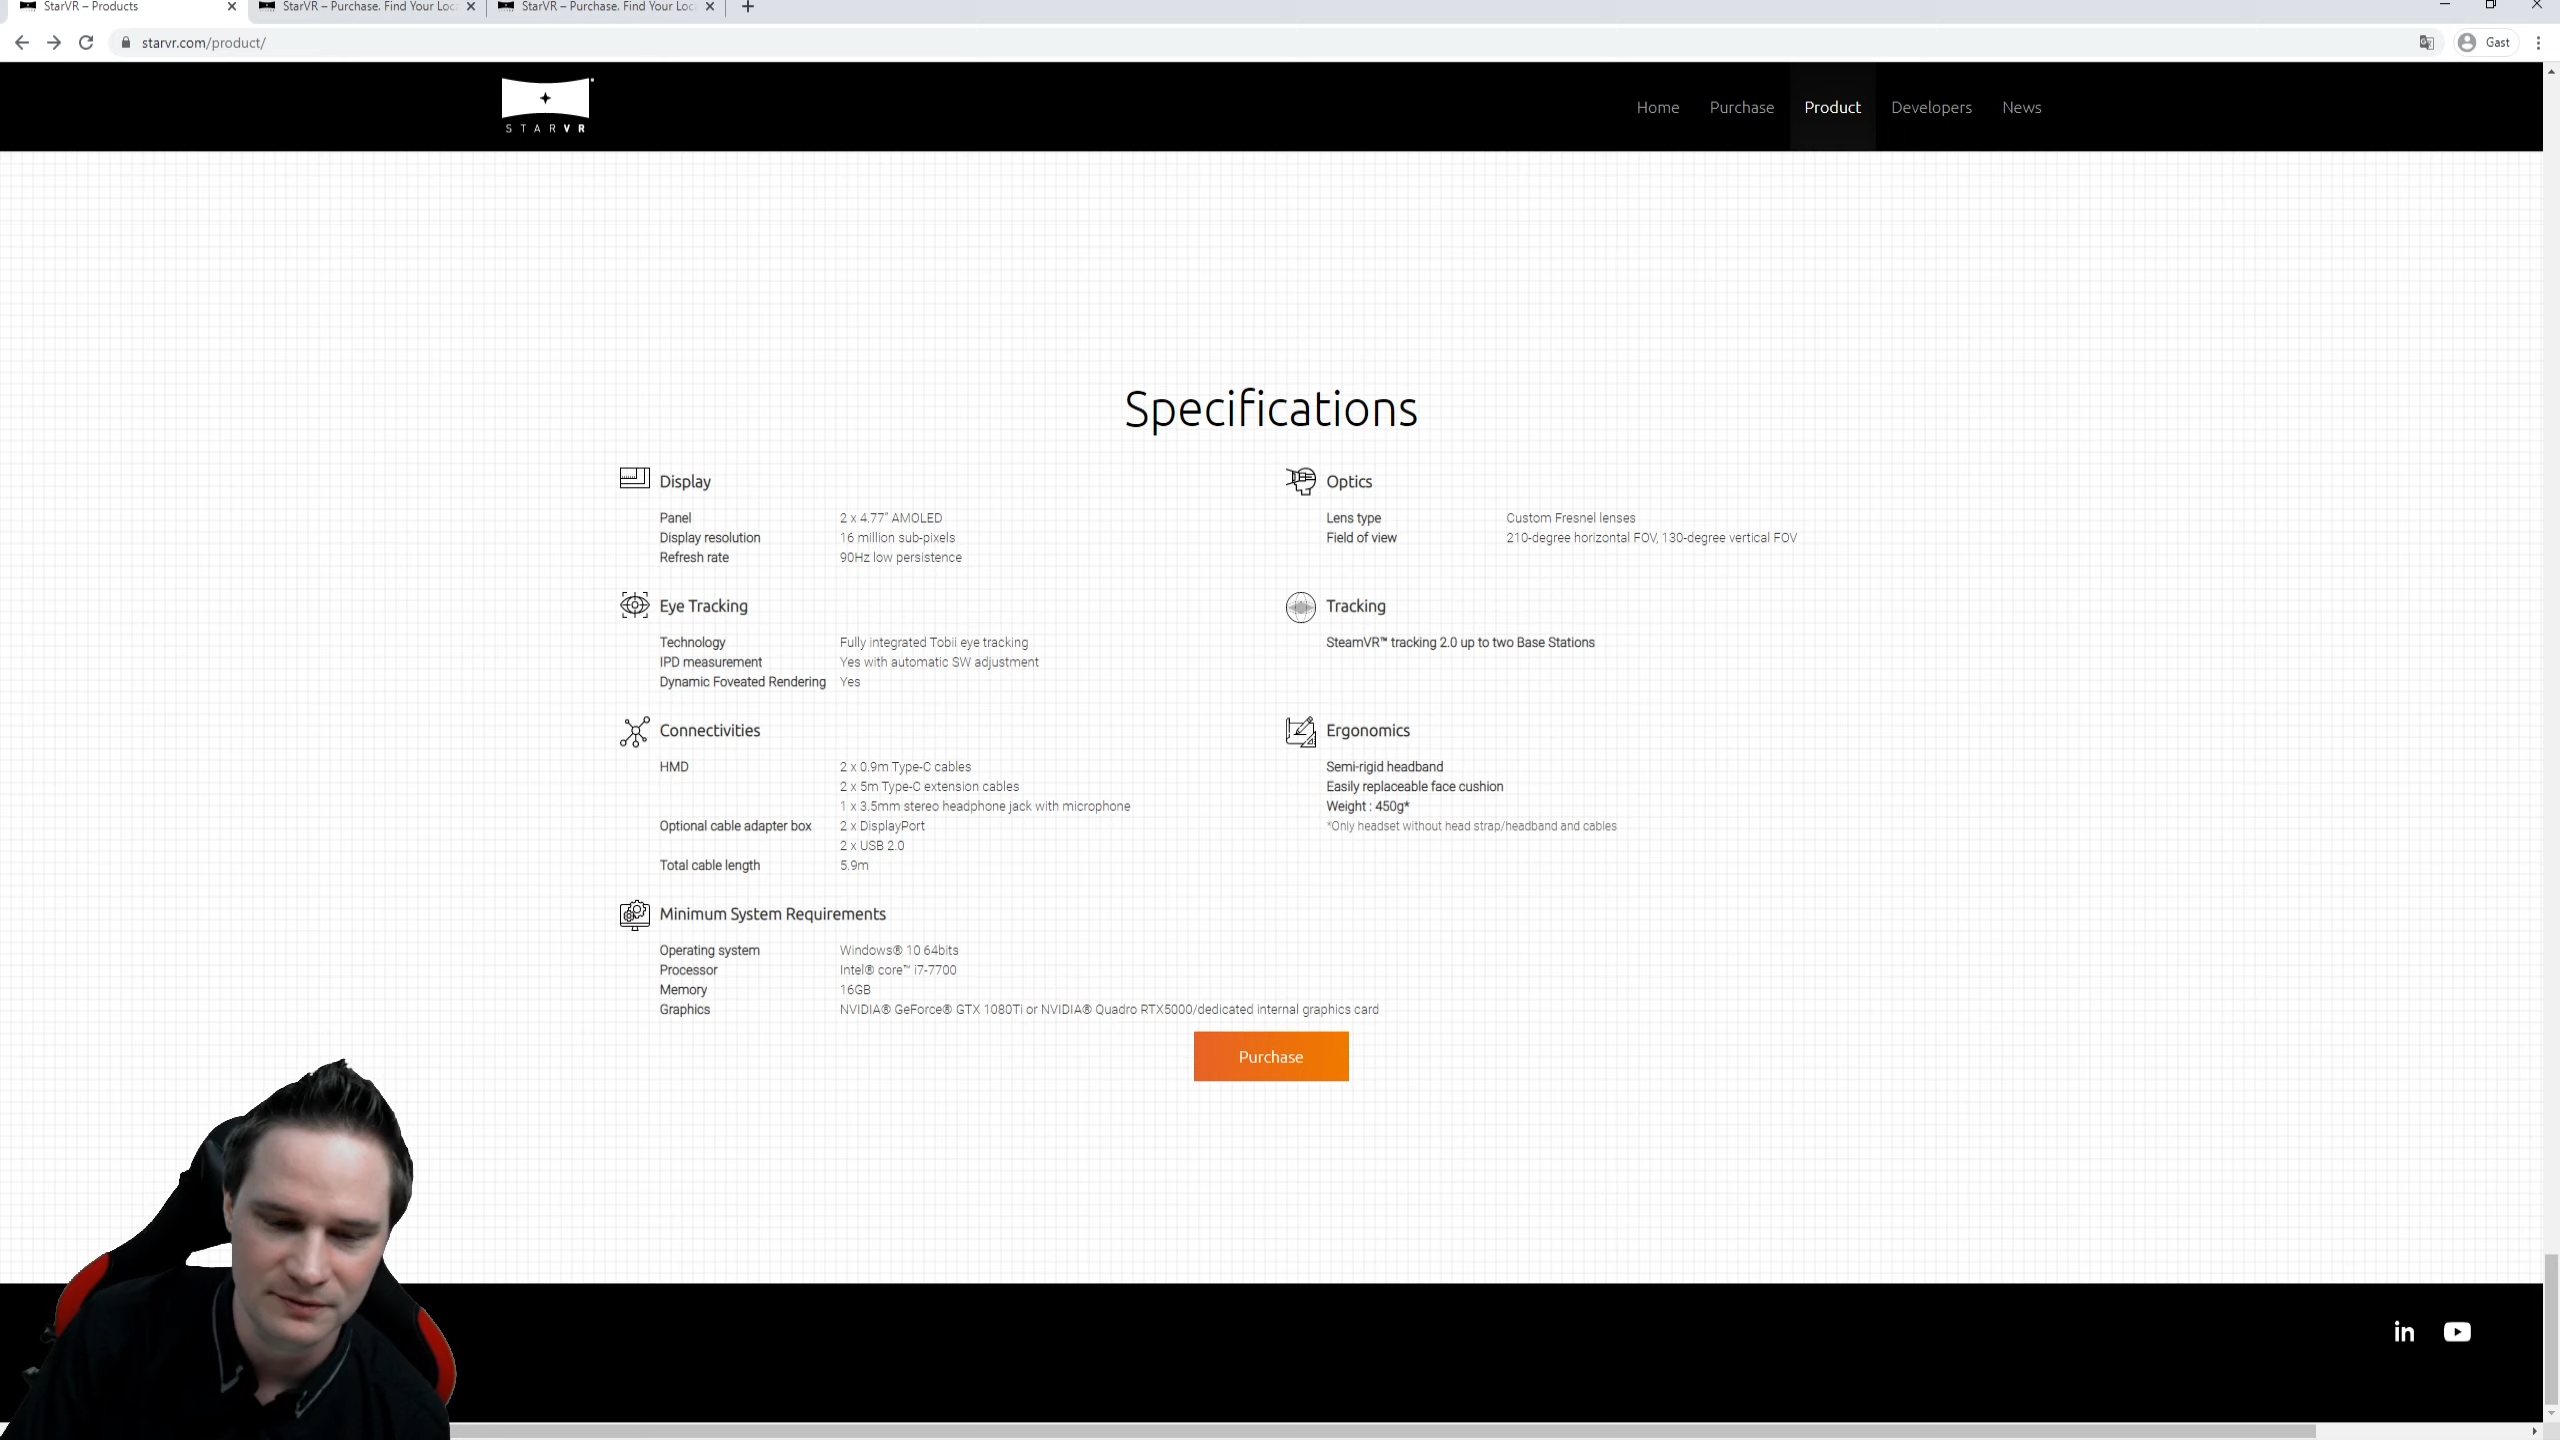 StarVR – Products
StarVR – Purchase. Find Your Loc
StarVR – Purchase. Find Your Loc
starvr.com/product/
Gast
STARVR
Home
Purchase
Product
Developers
News
Specifications
Display
Panel 2 x 4.77" AMOLED
Display resolution 16 million sub-pixels
Refresh rate 90Hz low persistence
Optics
Lens type Custom Fresnel lenses
Field of view 210-degree horizontal FOV, 130-degree vertical FOV
Eye Tracking
Technology Fully integrated Tobii eye tracking
IPD measurement Yes with automatic SW adjustment
Dynamic Foveated Rendering Yes
Tracking
SteamVR™ tracking 2.0 up to two Base Stations
Connectivities
HMD 2 x 0.9m Type-C cables
2 x 5m Type-C extension cables
1 x 3.5mm stereo headphone jack with microphone
Optional cable adapter box 2 x DisplayPort
2 x USB 2.0
Total cable length 5.9m
Ergonomics
Semi-rigid headband
Easily replaceable face cushion
Weight : 450g*
*Only headset without head strap/headband and cables
Minimum System Requirements
Operating system Windows® 10 64bits
Processor Intel® core™ i7-7700
Memory 16GB
Graphics NVIDIA® GeForce® GTX 1080Ti or NVIDIA® Quadro RTX5000/dedicated internal graphics card
Purchase
in